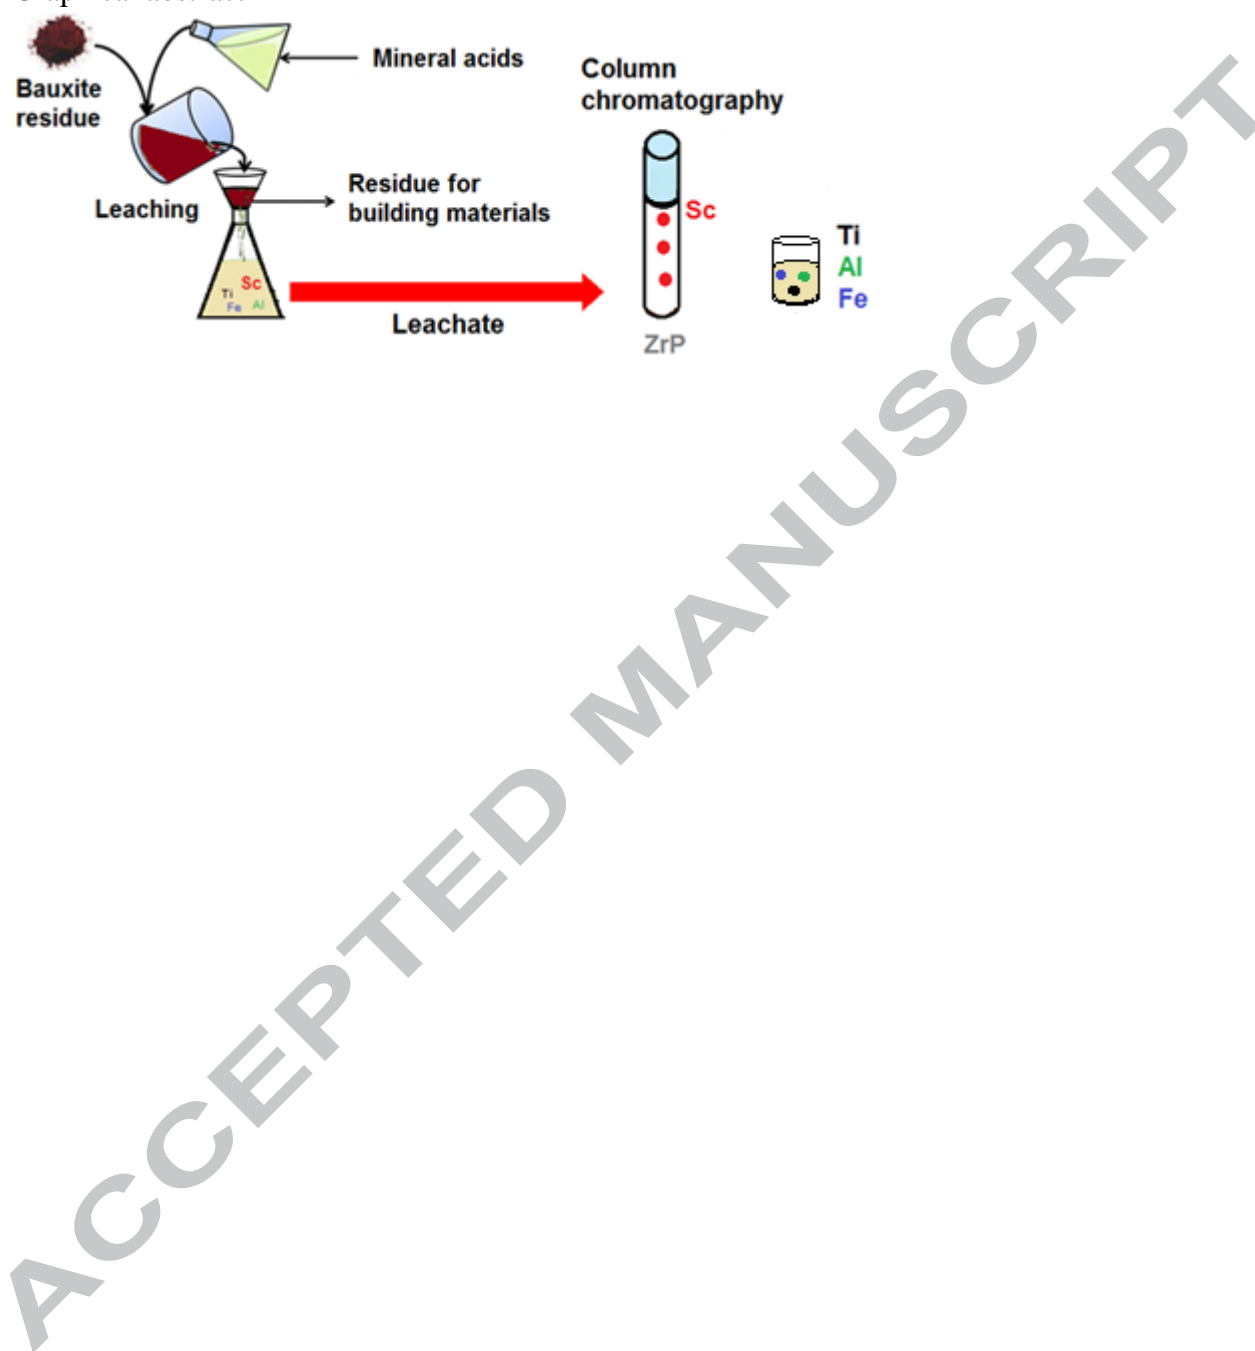 Mineral acids
Bauxite
residue
Column
chromatography
Leaching
Residue for
building materials
Sc
Ti
Fe
Al
Leachate
Sc
ZrP
Ti
Al
Fe
ACCEPTED MANUSCRIPT